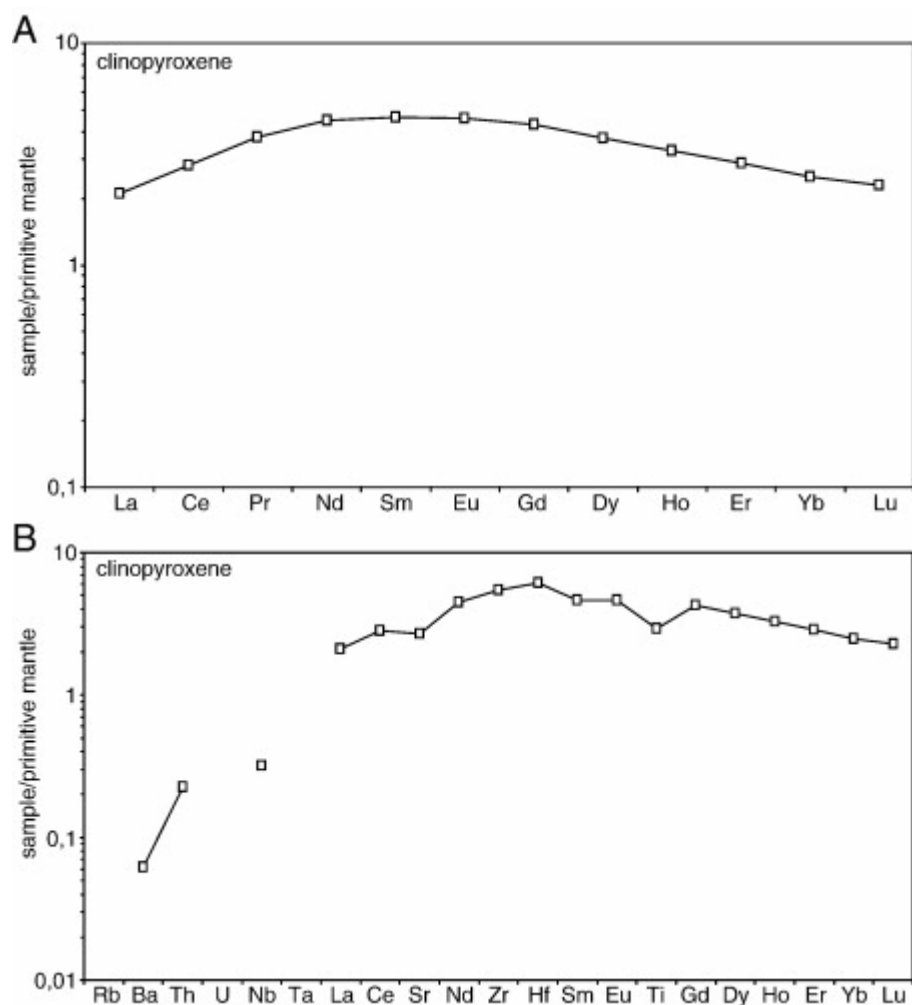 A
10
clinopyroxene
sample/primitive mantle
1
0,1
La Ce Pr Nd Sm Eu Gd Dy Ho Er Yb Lu
B
10
clinopyroxene
sample/primitive mantle
1
0,1
0,01
Rb Ba Th U Nb Ta La Ce Sr Nd Zr Hf Sm Eu Ti Gd Dy Ho Er Yb Lu